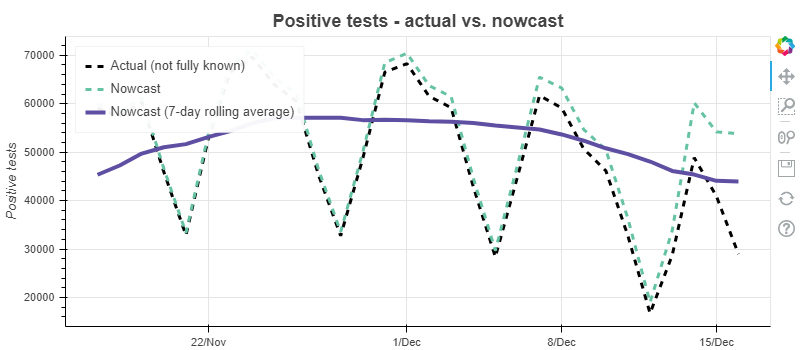 Positive tests - actual vs. nowcast
Actual (not fully known)
Nowcast
Nowcast (7-day rolling average)
Positive tests
70000
60000
50000
40000
30000
20000
22/Nov
1/Dec
8/Dec
15/Dec